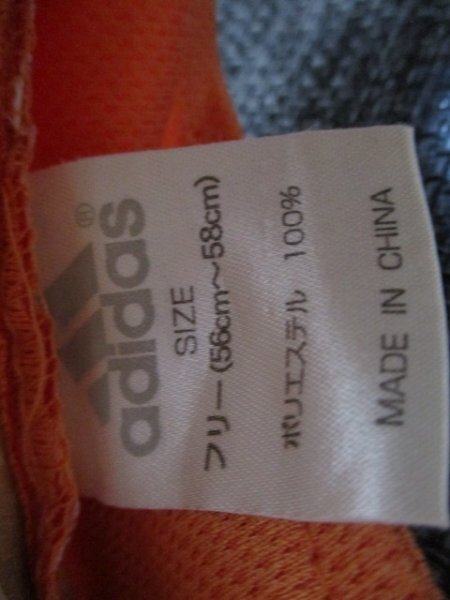 adidas®
SIZE
フリー(56cm～58cm)
ポリエステル 100%
MADE IN CHINA